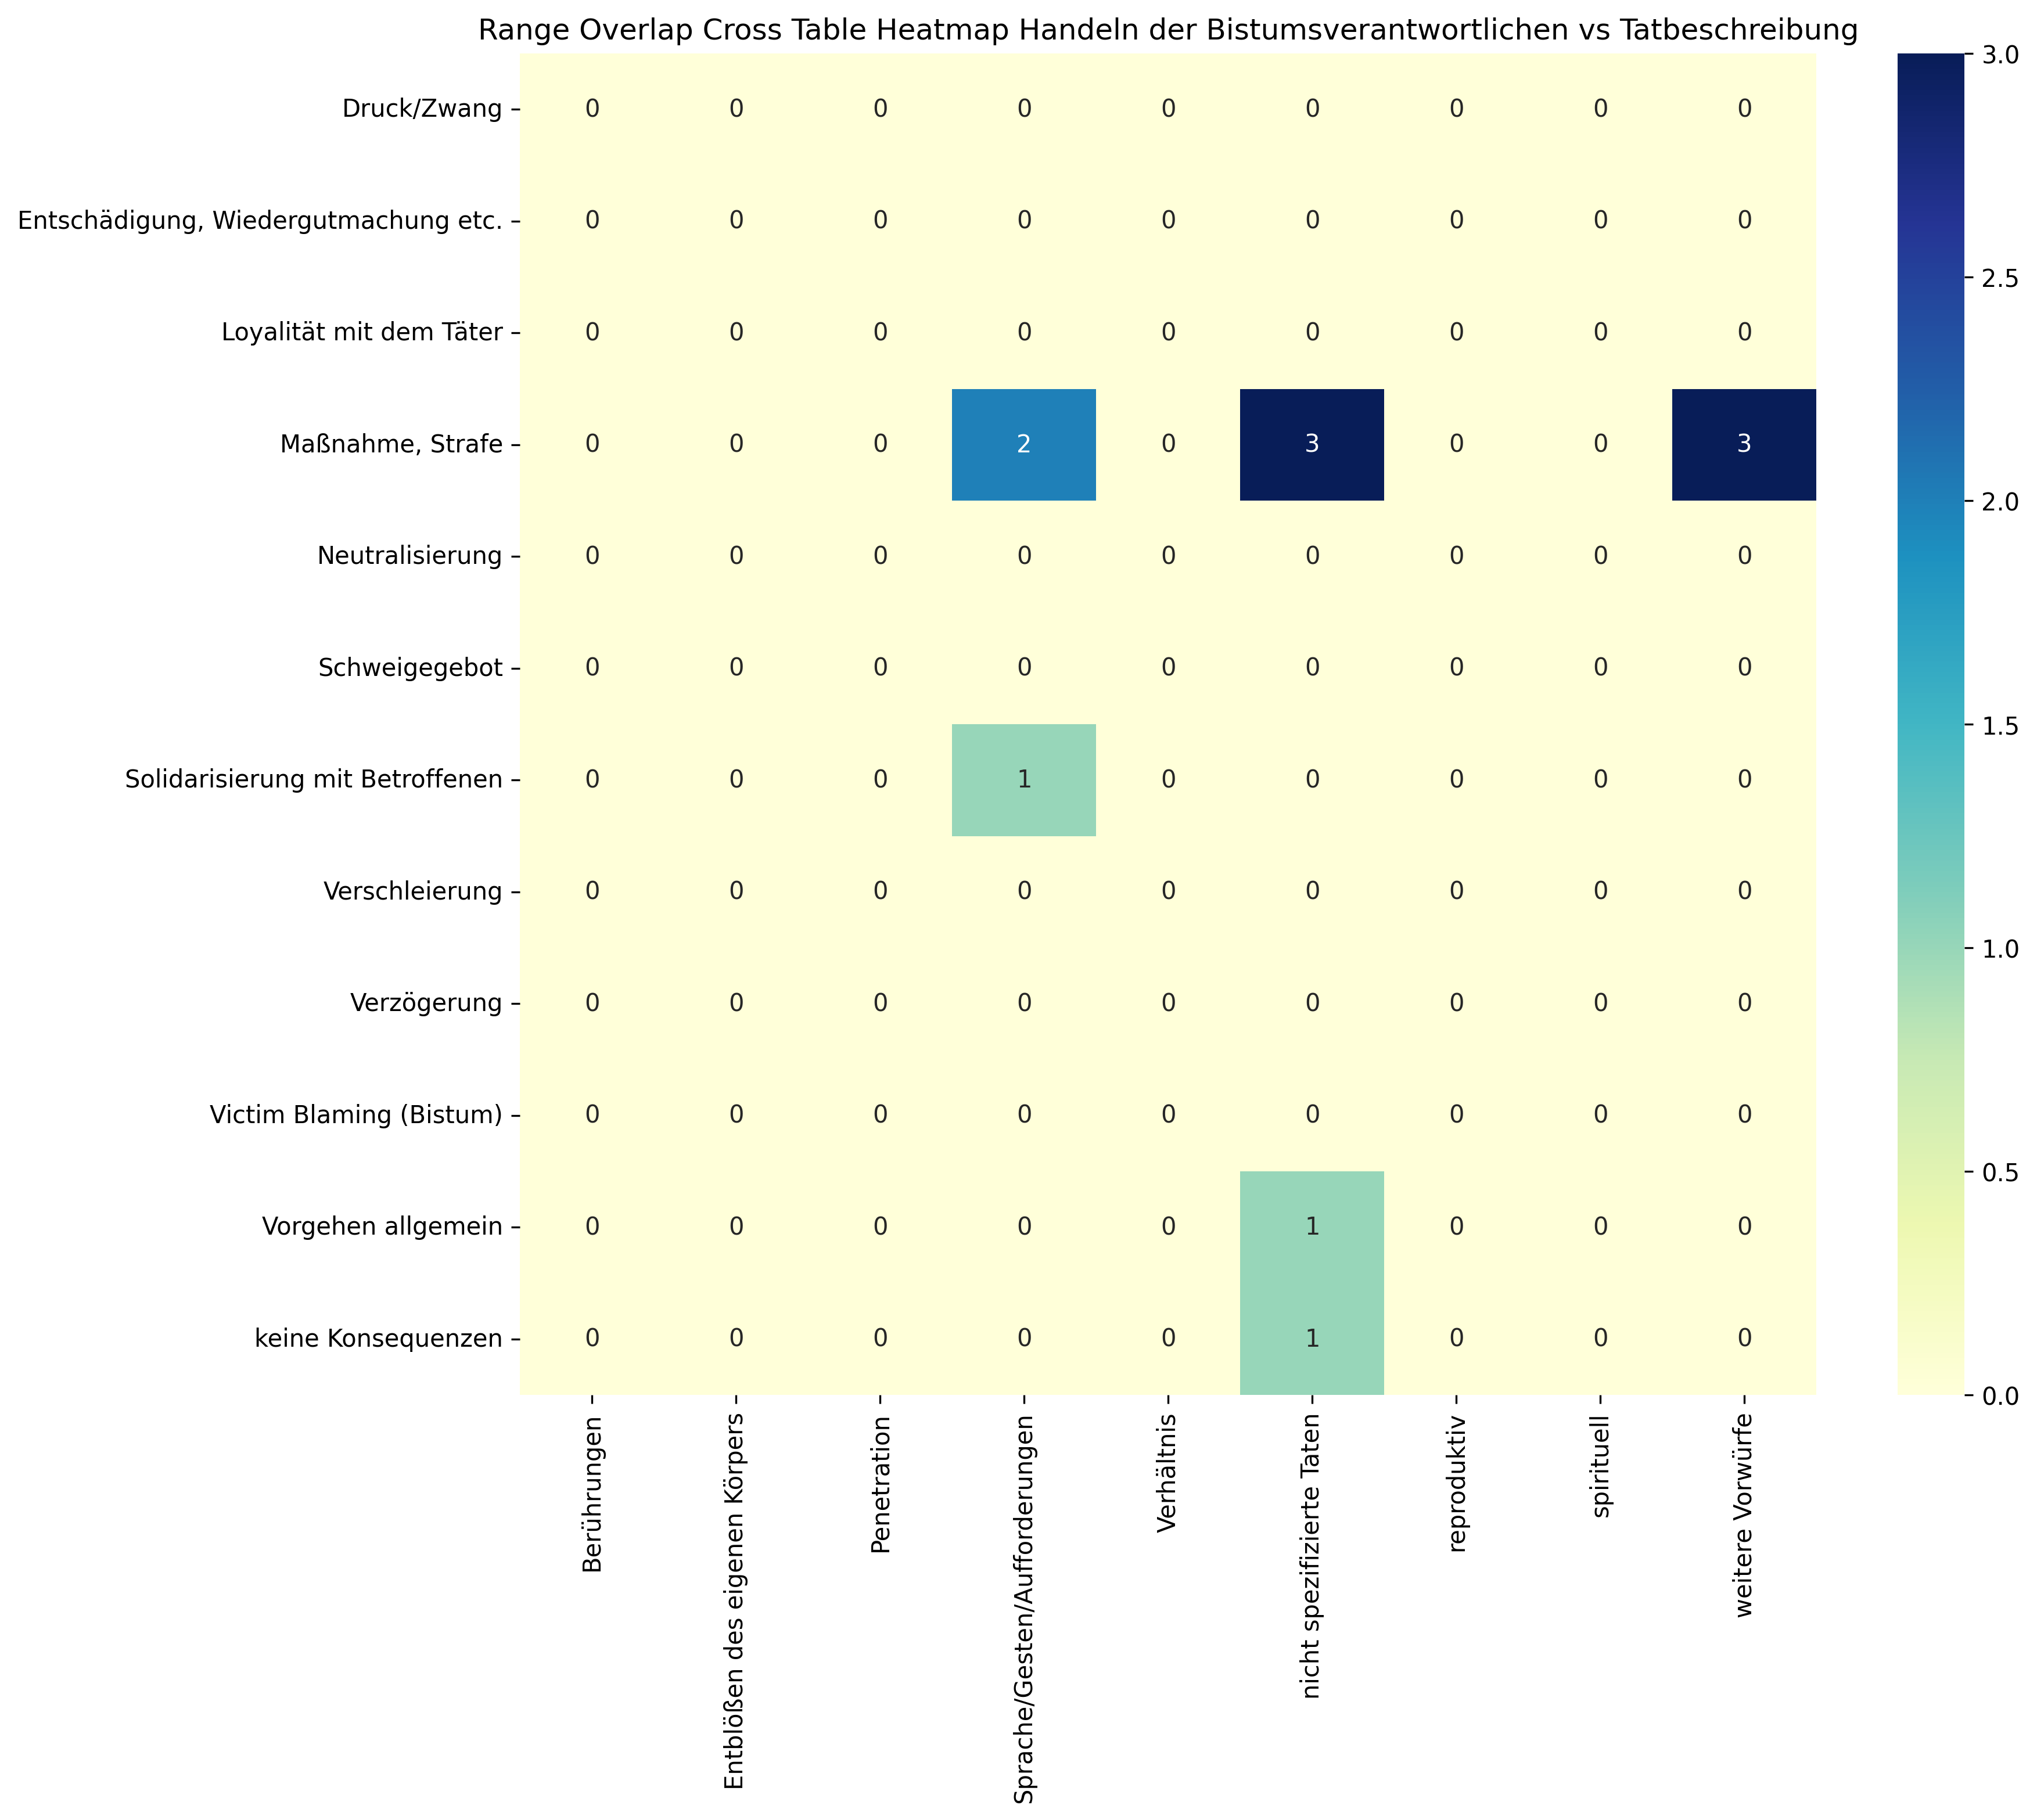 Range Overlap Cross Table Heatmap Handeln der Bistumsverantwortlichen vs Tatbeschreibung
Druck/Zwang 0 0 0 0 0 0 0 0 0
Entschädigung, Wiedergutmachung etc. 0 0 0 0 0 0 0 0 0
Loyalität mit dem Täter 0 0 0 0 0 0 0 0 0
Maßnahme, Strafe 0 0 0 2 0 3 0 0 3
Neutralisierung 0 0 0 0 0 0 0 0 0
Schweigegebot 0 0 0 0 0 0 0 0 0
Solidarisierung mit Betroffenen 0 0 0 1 0 0 0 0 0
Verschleierung 0 0 0 0 0 0 0 0 0
Verzögerung 0 0 0 0 0 0 0 0 0
Victim Blaming (Bistum) 0 0 0 0 0 0 0 0 0
Vorgehen allgemein 0 0 0 0 0 1 0 0 0
keine Konsequenzen 0 0 0 0 0 1 0 0 0
Berührungen
Entblößen des eigenen Körpers
Penetration
Sprache/Gesten/Aufforderungen
Verhältnis
nicht spezifizierte Taten
reproduktiv
spirituell
weitere Vorwürfe
3.0
2.5
2.0
1.5
1.0
0.5
0.0